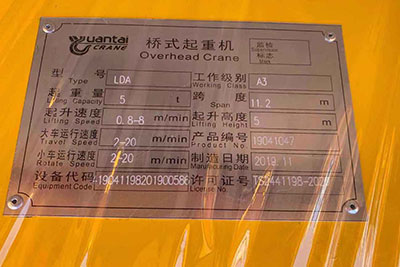 Yuantai CRANE
桥式起重机
Overhead Crane
型号 Type LDA 工作级别 Working Class A3
起重量 Lifting Capacity 5 t 跨度 Span 11.2 m
起升速度 Lifting Speed 0.8-8 m/min 起升高度 Lifting Height 5 m
大车运行速度 Travel Speed 2-20 m/min 产品编号 Product No. 19041047
小车运行速度 Rotate Speed 2-20 m/min 制造日期 Manufacturing Date 2019.11
设备代码 Equipment Code 许可证号 License No.